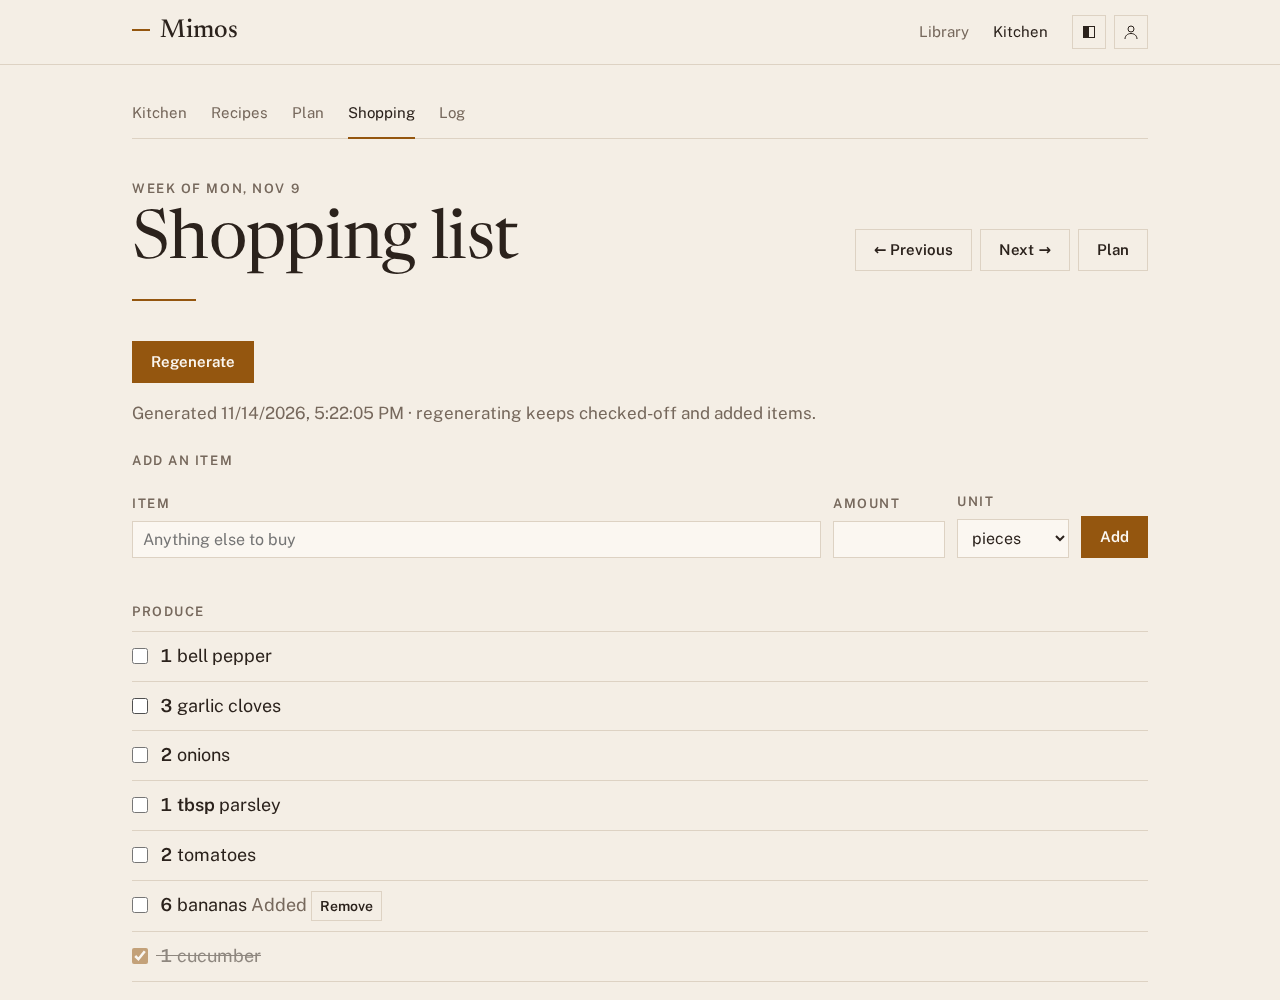 Mimos
Library Kitchen
Kitchen Recipes Plan Shopping Log
WEEK OF MON, NOV 9
Shopping list
← Previous Next → Plan
Regenerate
Generated 11/14/2026, 5:22:05 PM · regenerating keeps checked-off and added items.
ADD AN ITEM
ITEM AMOUNT UNIT
Anything else to buy pieces Add
PRODUCE
1 bell pepper
3 garlic cloves
2 onions
1 tbsp parsley
2 tomatoes
6 bananas Added Remove
1 cucumber